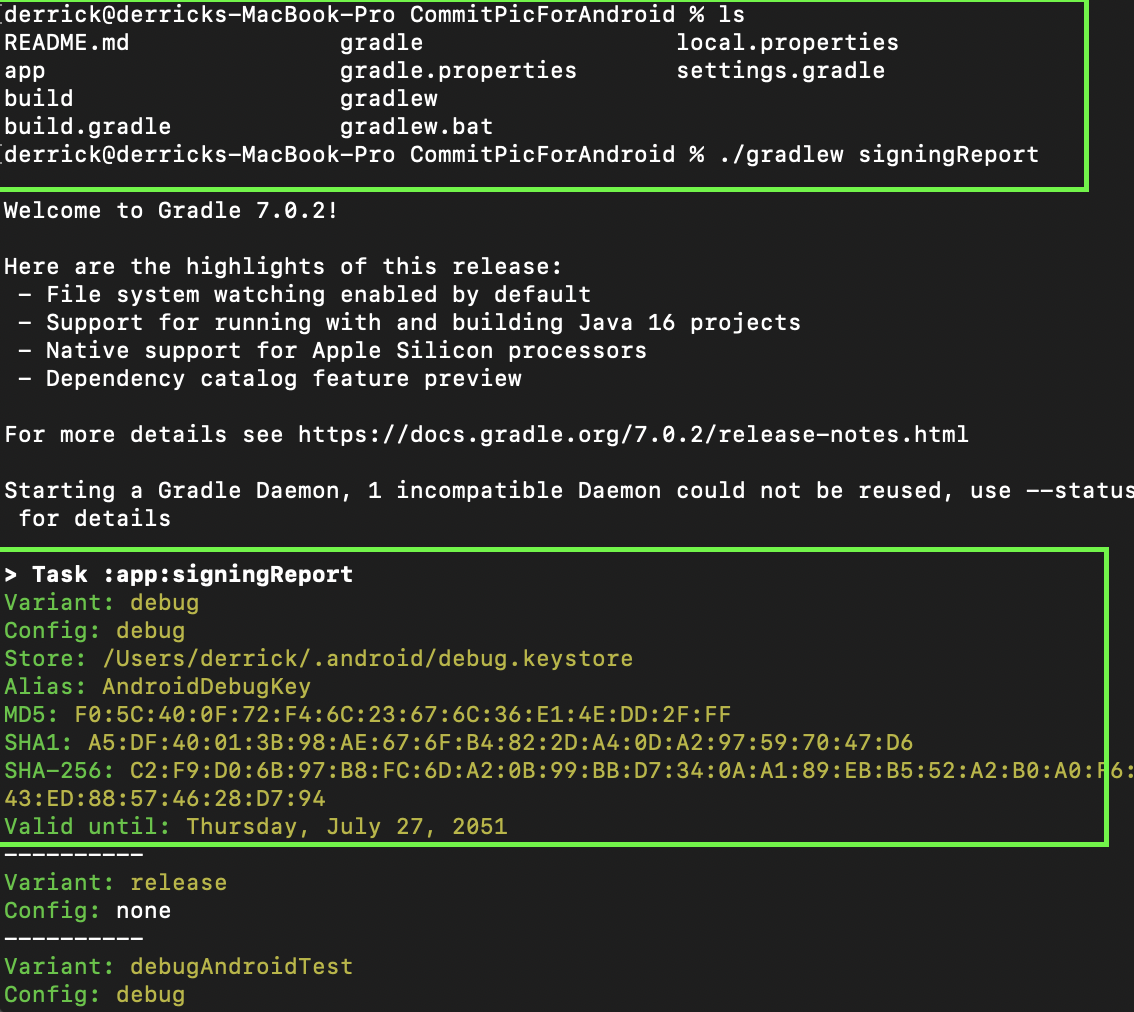 derrick@derricks-MacBook-Pro CommitPicForAndroid % ls
README.md gradle local.properties
app gradle.properties settings.gradle
build gradlew
build.gradle gradlew.bat
derrick@derricks-MacBook-Pro CommitPicForAndroid % ./gradlew signingReport
Welcome to Gradle 7.0.2!
Here are the highlights of this release:
– File system watching enabled by default
– Support for running with and building Java 16 projects
– Native support for Apple Silicon processors
– Dependency catalog feature preview
For more details see https://docs.gradle.org/7.0.2/release-notes.html
Starting a Gradle Daemon, 1 incompatible Daemon could not be reused, use --status
for details
> Task :app:signingReport
Variant: debug
Config: debug
Store: /Users/derrick/.android/debug.keystore
Alias: AndroidDebugKey
MD5: F0:5C:40:0F:72:F4:6C:23:67:6C:36:E1:4E:DD:2F:FF
SHA1: A5:DF:40:01:3B:98:AE:67:6F:B4:82:2D:A4:0D:A2:97:59:70:47:D6
SHA-256: C2:F9:D0:6B:97:B8:FC:6D:A2:0B:99:BB:D7:34:0A:A1:89:EB:B5:52:A2:B0:A0:F6:
43:ED:88:57:46:28:D7:94
Valid until: Thursday, July 27, 2051
----------
Variant: release
Config: none
----------
Variant: debugAndroidTest
Config: debug